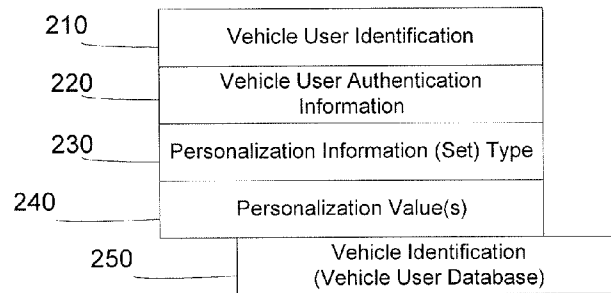 210
Vehicle User Identification
220
Vehicle User Authentication
Information
230
Personalization Information (Set) Type
240
Personalization Value(s)
250
Vehicle Identification
(Vehicle User Database)